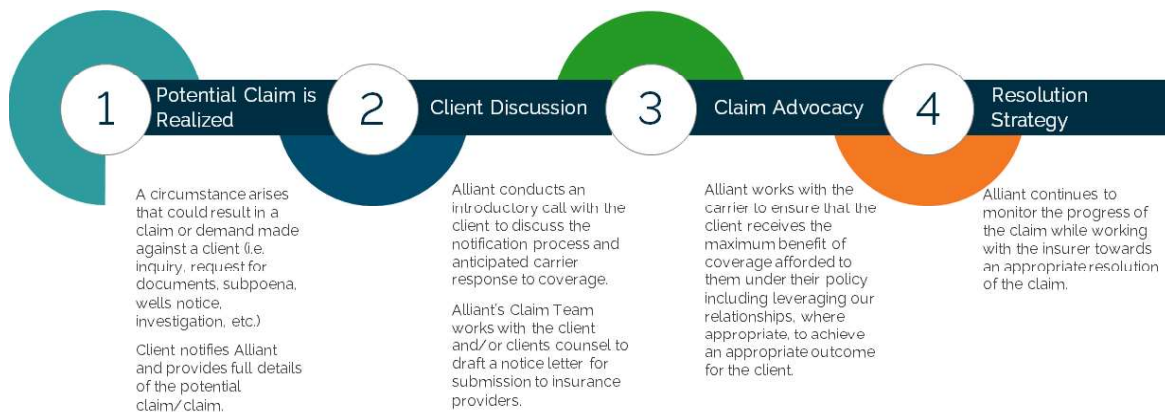 1
Potential Claim is
Realized
A circumstance arises
that could result in a
claim or demand made
against a client (i.e.
inquiry, request for
documents, subpoena,
wells notice,
investigation, etc.)
Client notifies Alliant
and provides full details
of the potential
claim/claim.
2
Client Discussion
Alliant conducts an
introductory call with the
client to discuss the
notification process and
anticipated carrier
response to coverage.
Alliant's Claim Team
works with the client
and/or clients counsel to
draft a notice letter for
submission to insurance
providers.
3
Claim Advocacy
Alliant works with the
carrier to ensure that the
client receives the
maximum benefit of
coverage afforded to
them under their policy
including leveraging our
relationships, where
appropriate, to achieve
an appropriate outcome
for the client.
4
Resolution
Strategy
Alliant continues to
monitor the progress of
the claim while working
with the insurer towards
an appropriate resolution
of the claim.